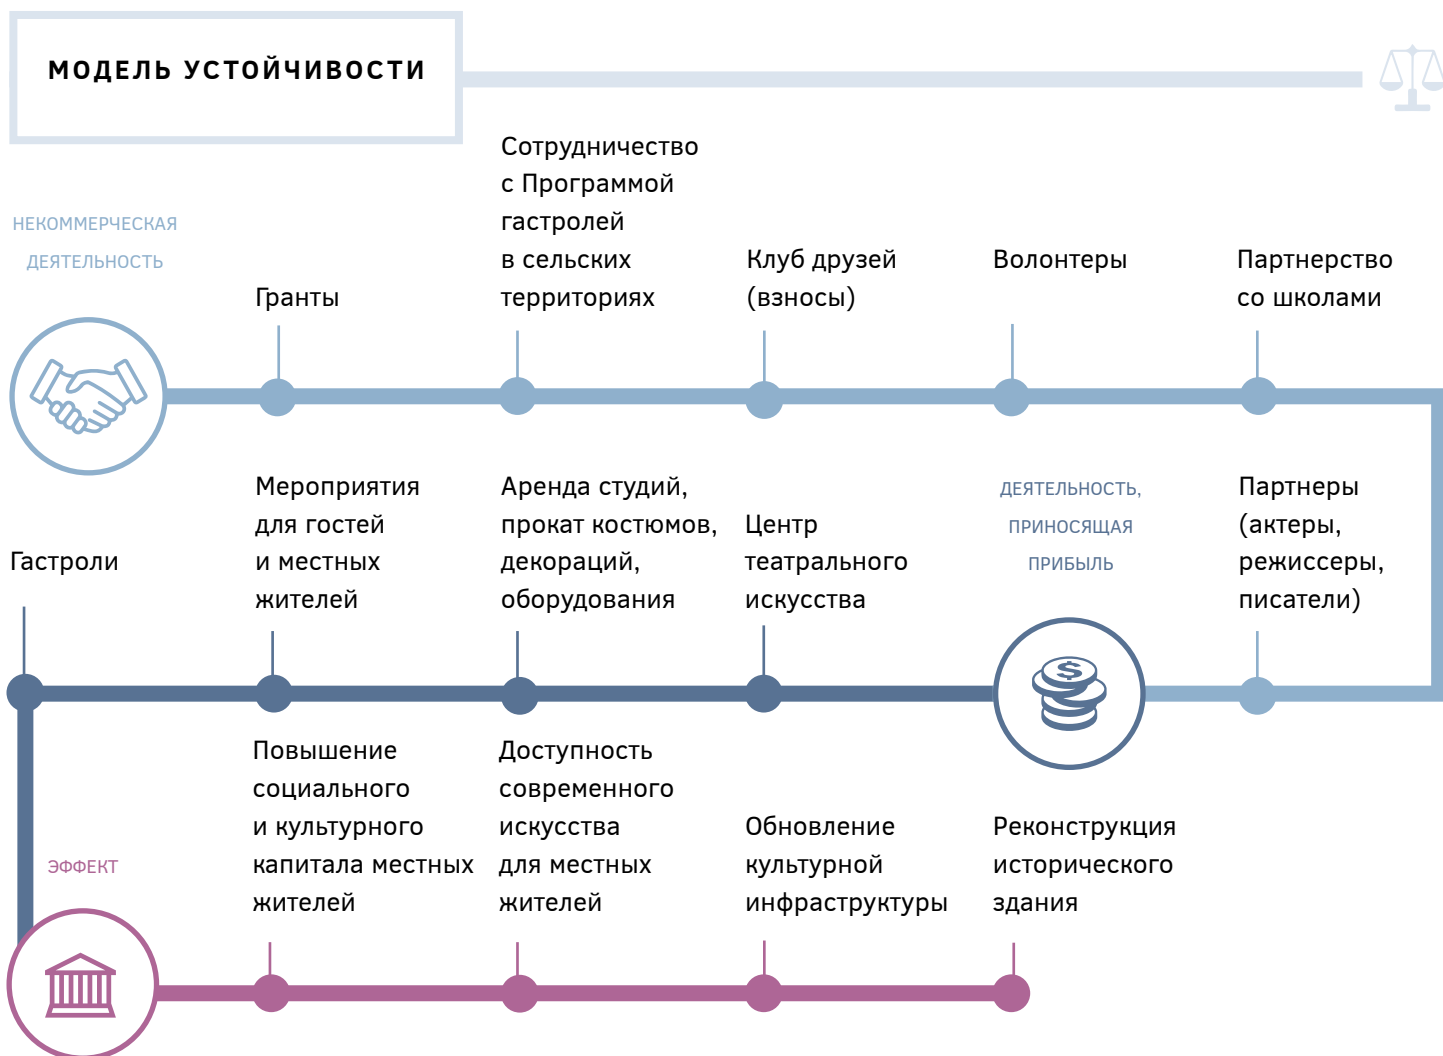 МОДЕЛЬ УСТОЙЧИВОСТИ
НЕКОММЕРЧЕСКАЯ
ДЕЯТЕЛЬНОСТЬ
Гранты
Сотрудничество
с Программой
гастролей
в сельских
территориях
Клуб друзей
(взносы)
Волонтеры
Партнерство
со школами
Партнеры
(актеры,
режиссеры,
писатели)
ДЕЯТЕЛЬНОСТЬ,
ПРИНОСЯЩАЯ
ПРИБЫЛЬ
$
Центр
театрального
искусства
Аренда студий,
прокат костюмов,
декораций,
оборудования
Мероприятия
для гостей
и местных
жителей
Гастроли
ЭФФЕКТ
Повышение
социального
и культурного
капитала местных
жителей
Доступность
современного
искусства
для местных
жителей
Обновление
культурной
инфраструктуры
Реконструкция
исторического
здания